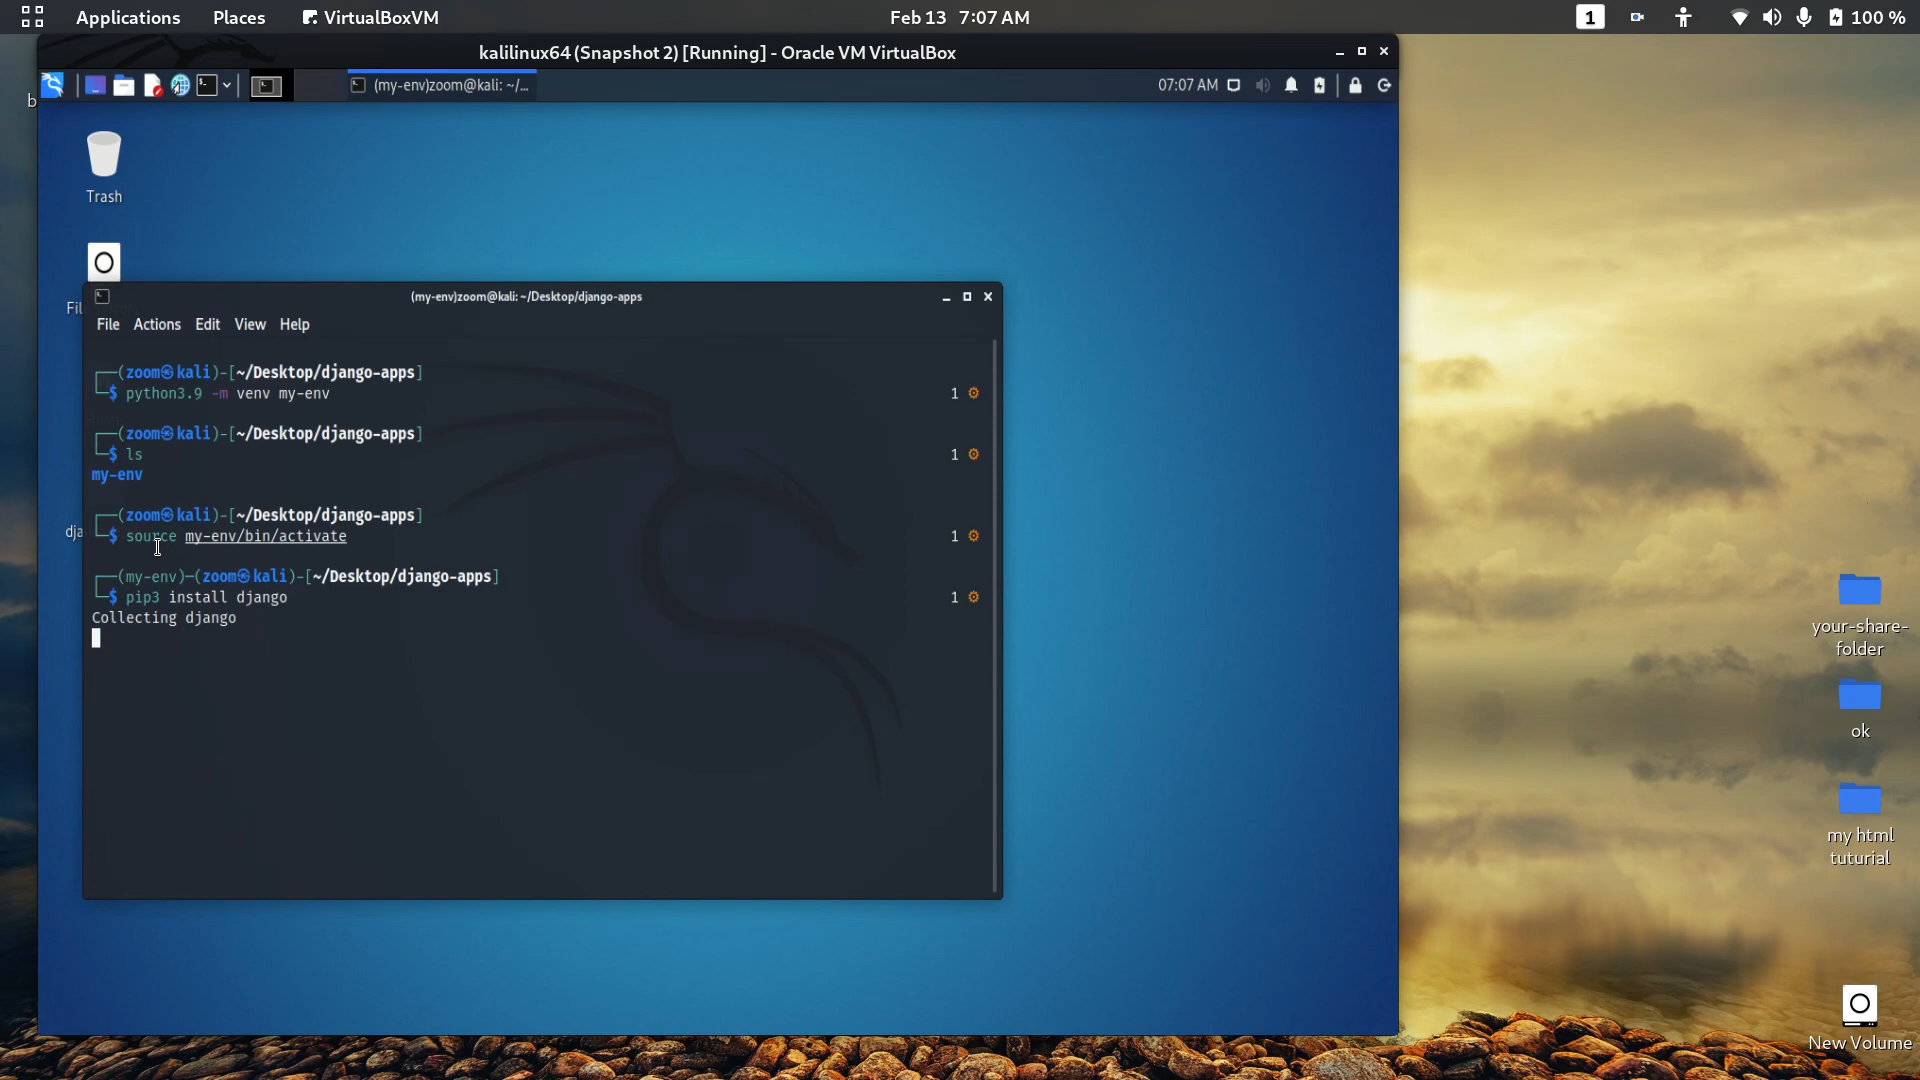 Applications Places VirtualBoxVM Feb 13 7:07 AM 1 100 %
kalilinux64 (Snapshot 2) [Running] - Oracle VM VirtualBox
(my-env)zoom@kali: ~/... 07:07 AM
b
Trash
Fil
(my-env)zoom@kali: ~/Desktop/django-apps
File Actions Edit View Help
(zoom㉿kali)-[~/Desktop/django-apps]
$ python3.9 -m venv my-env 1
(zoom㉿kali)-[~/Desktop/django-apps]
$ ls 1
my-env
(zoom㉿kali)-[~/Desktop/django-apps]
dja
$ source my-env/bin/activate 1
(my-env)-(zoom㉿kali)-[~/Desktop/django-apps]
$ pip3 install django 1
Collecting django
your-share-
folder
ok
my html
tuturial
New Volume